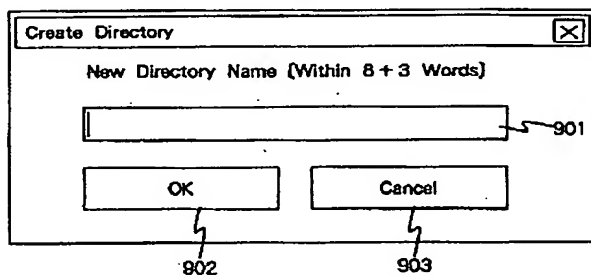 Create Directory
New Directory Name (Within 8 + 3 Words)
901
OK Cancel
902 903